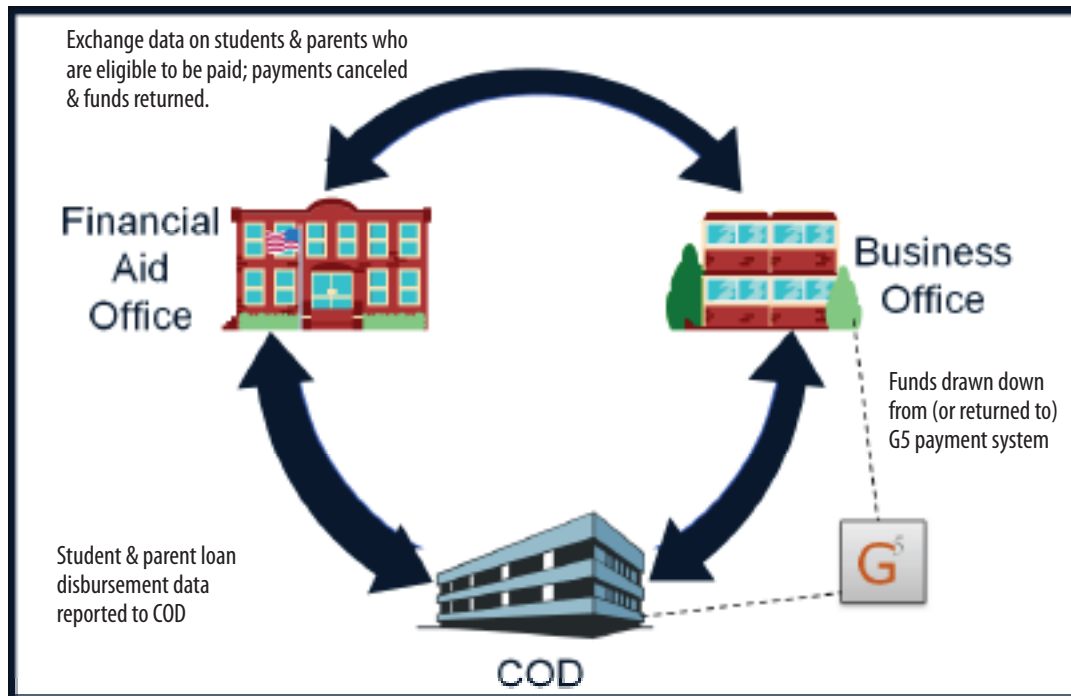 Exchange data on students & parents who
are eligible to be paid; payments canceled
& funds returned.
Financial
Aid
Office
Business
Office
Funds drawn down
from (or returned to)
G5 payment system
G5
Student & parent loan
disbursement data
reported to COD
COD